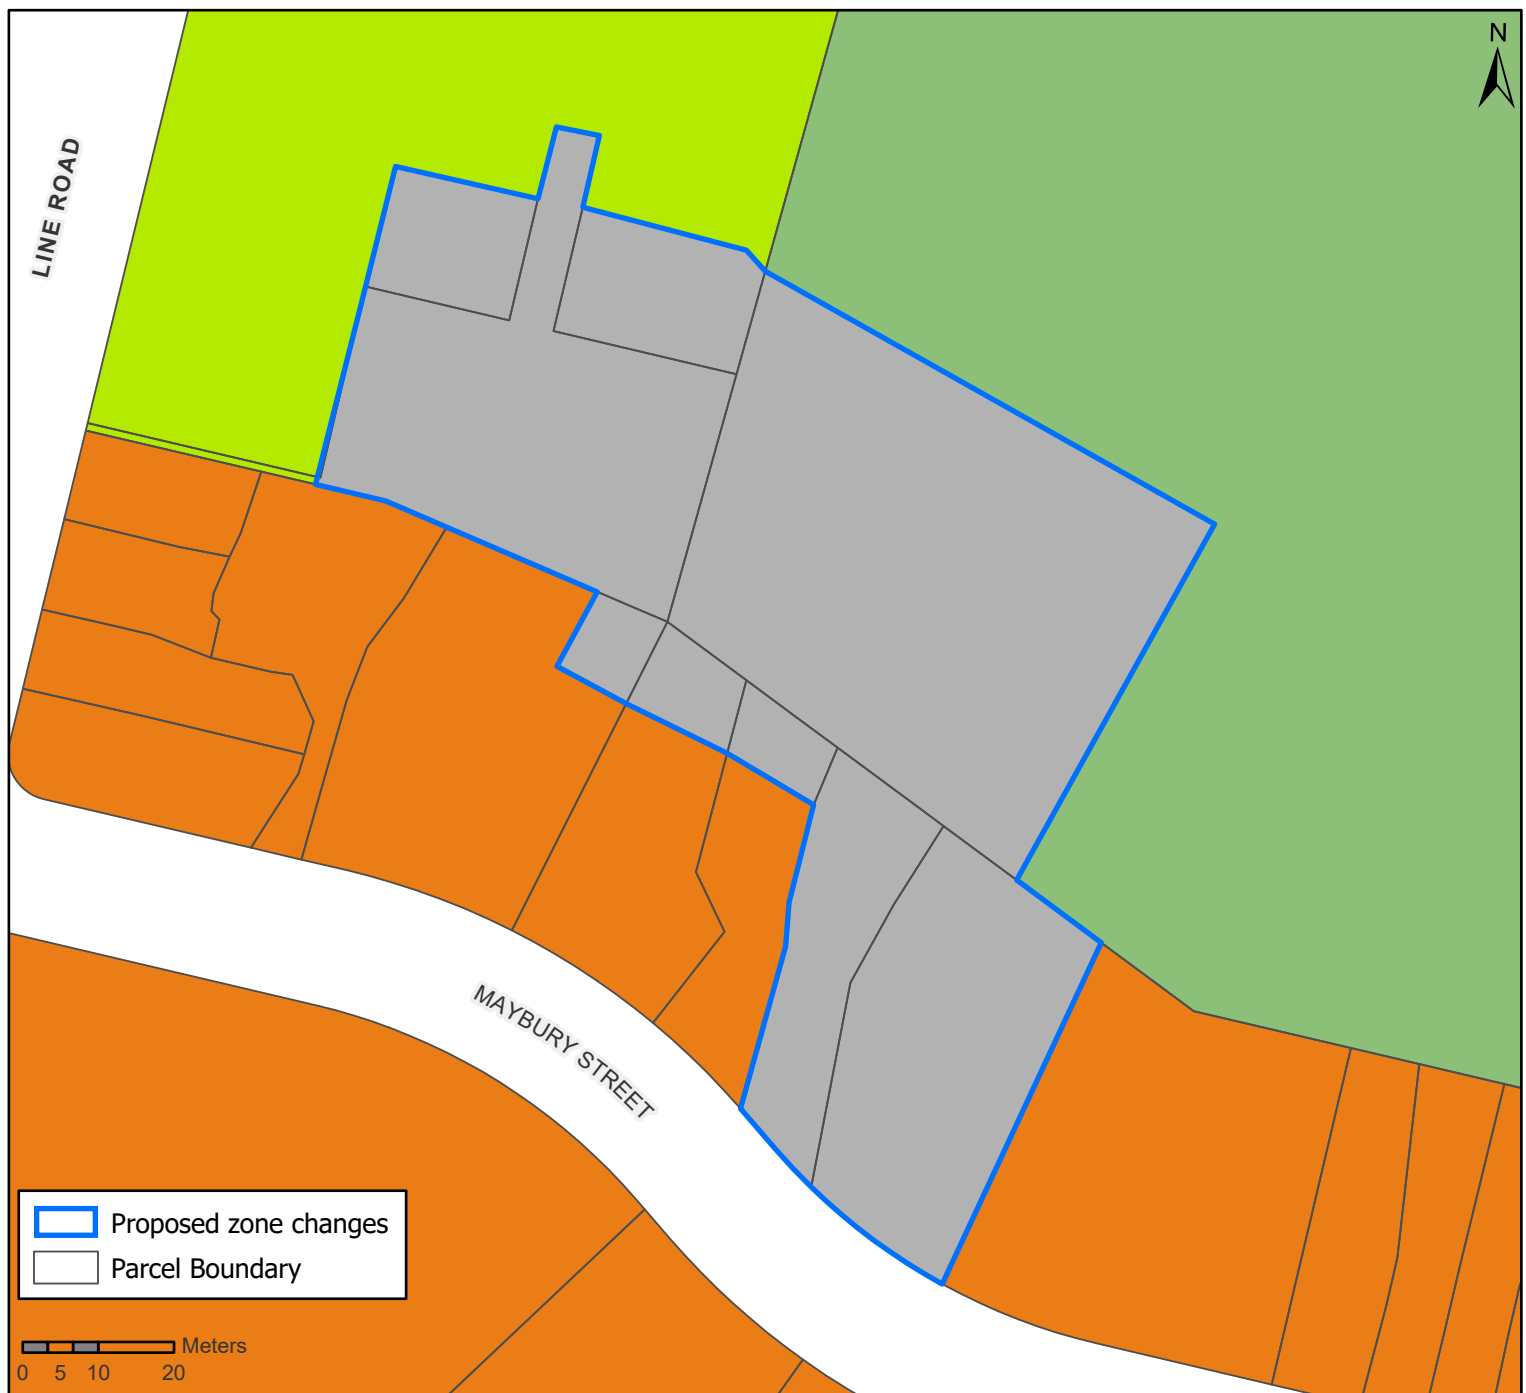 N
LINE ROAD
MAYBURY STREET
Proposed zone changes
Parcel Boundary
Meters
0 5 10 20